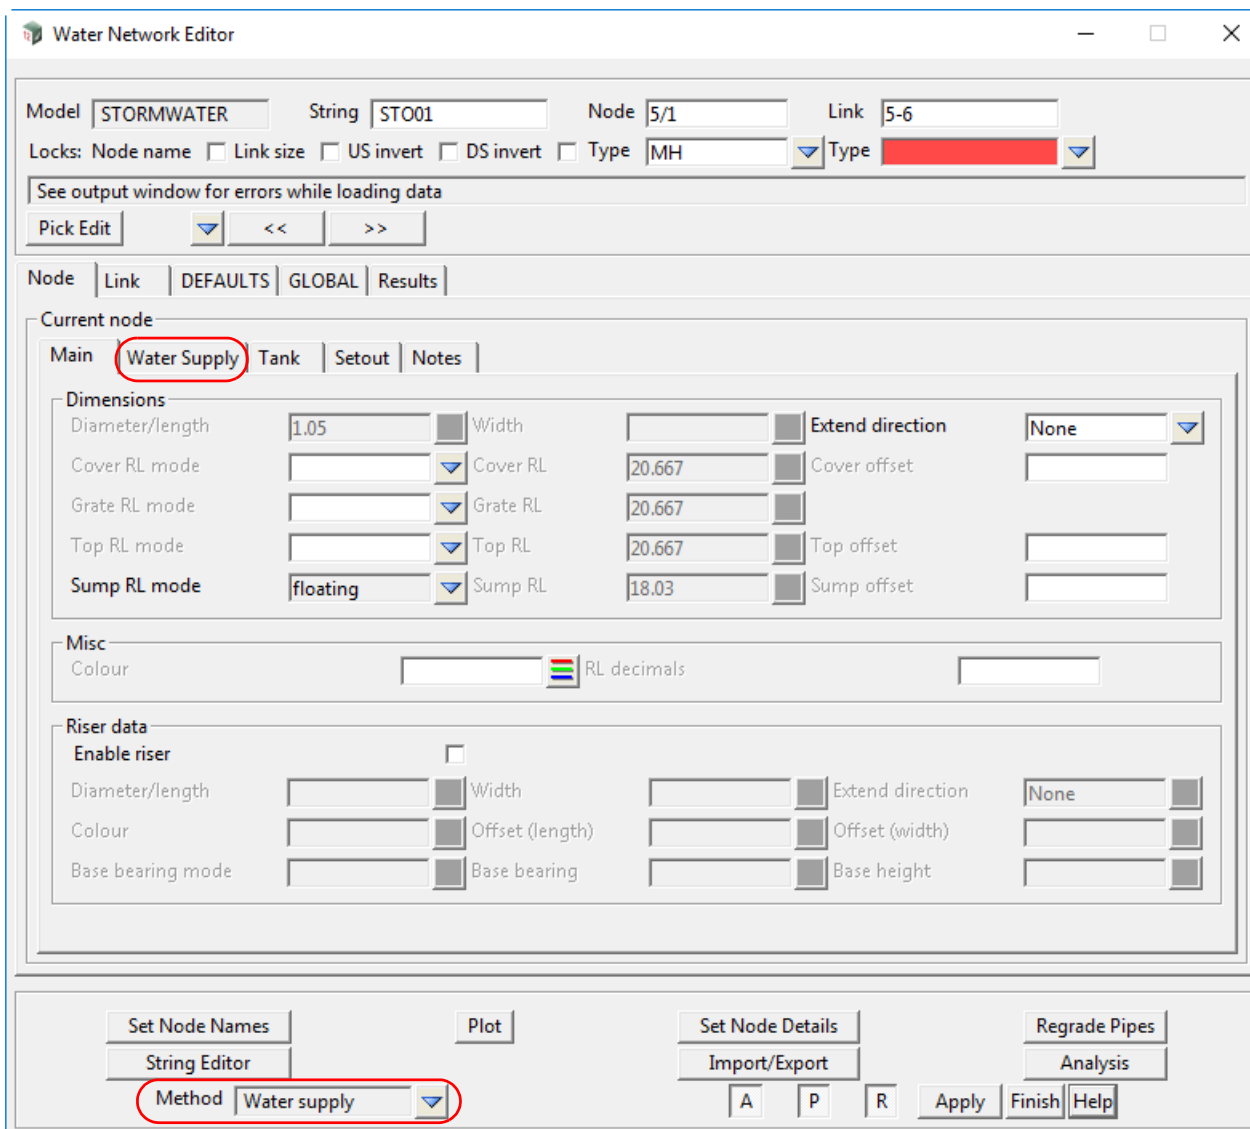 Water Network Editor
Model STORMWATER String STO01 Node 5/1 Link 5-6
Locks: Node name Link size US invert DS invert Type MH Type
See output window for errors while loading data
Pick Edit << >>
Node Link DEFAULTS GLOBAL Results
Current node
Main Water Supply Tank Setout Notes
Dimensions
Diameter/length 1.05 Width Extend direction None
Cover RL mode Cover RL 20.667 Cover offset
Grate RL mode Grate RL 20.667
Top RL mode Top RL 20.667 Top offset
Sump RL mode floating Sump RL 18.03 Sump offset
Misc
Colour RL decimals
Riser data
Enable riser
Diameter/length Width Extend direction None
Colour Offset (length) Offset (width)
Base bearing mode Base bearing Base height
Set Node Names Plot Set Node Details Regrade Pipes
String Editor Import/Export Analysis
Method Water supply A P R Apply Finish Help